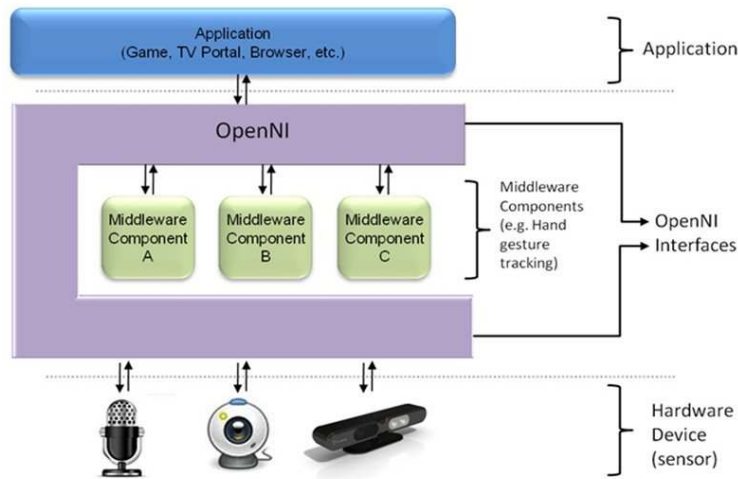 Application
(Game, TV Portal, Browser, etc.)
Application
OpenNI
Middleware
Component
A
Middleware
Component
B
Middleware
Component
C
Middleware
Components
(e.g. Hand
gesture
tracking)
OpenNI
Interfaces
Hardware
Device
(sensor)